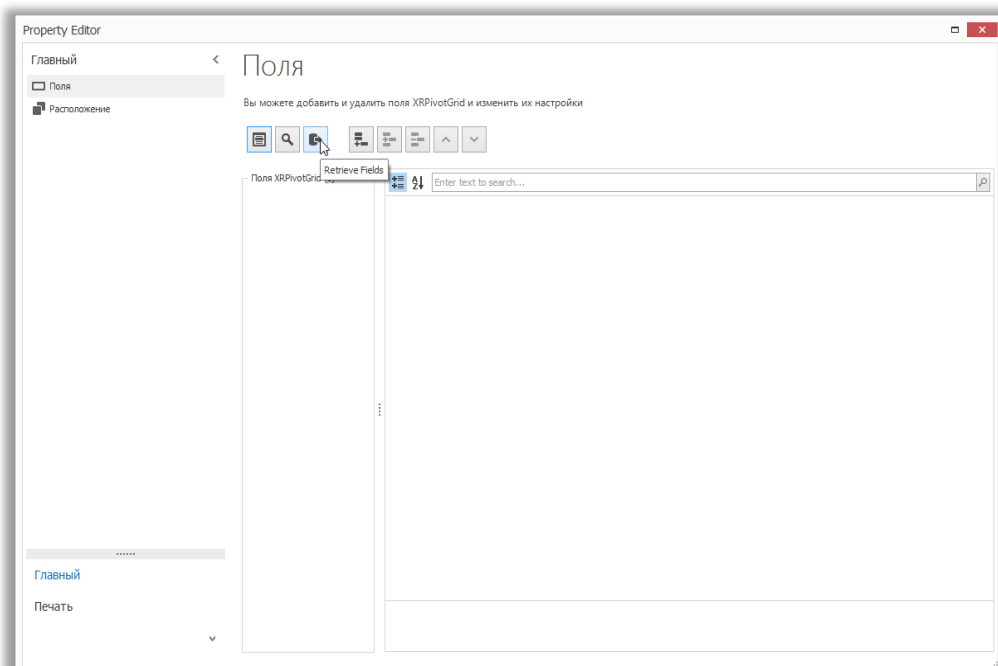 Property Editor
Главный
Поля
Расположение
Поля
Вы можете добавить и удалить поля XRPivotGrid и изменить их настройки
Retrieve Fields
Поля XRPivotGrid
Enter text to search...
Главный
Печать